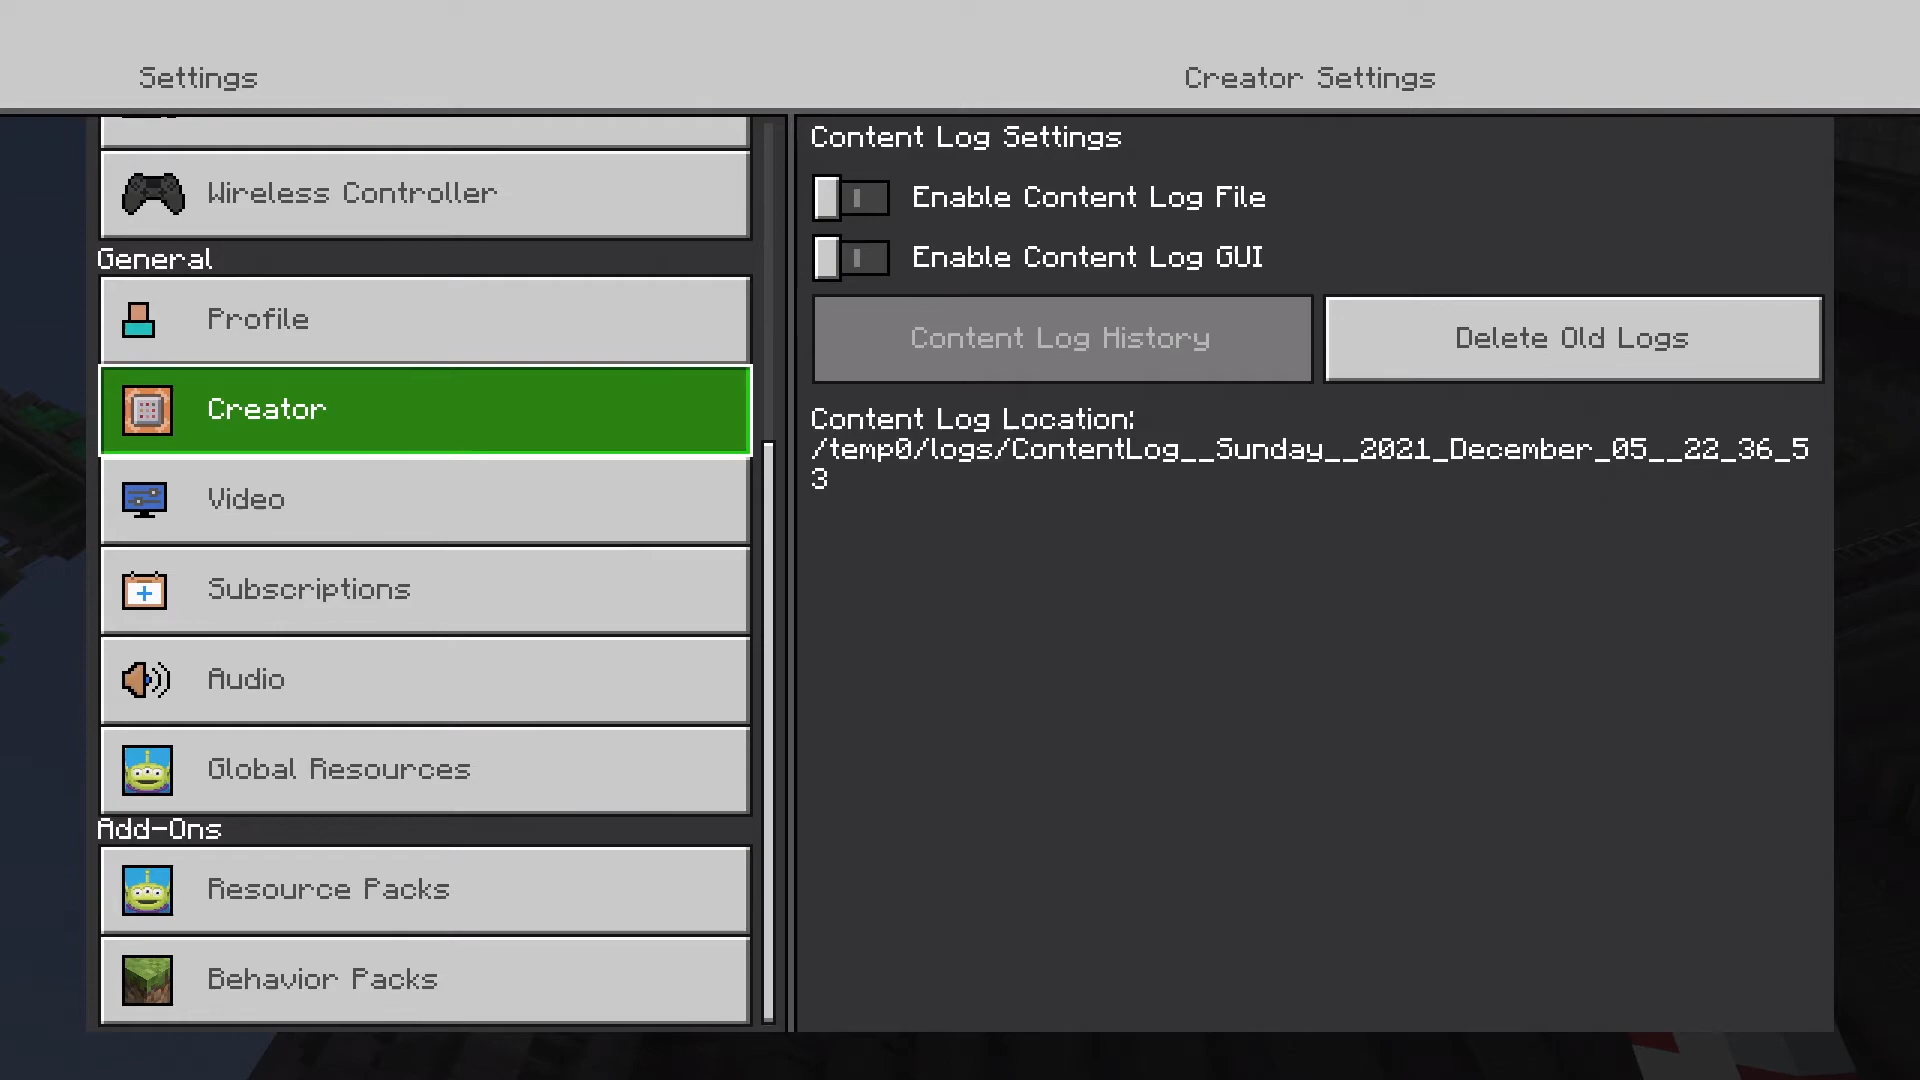 Settings
Creator Settings
Wireless Controller
General
Profile
Creator
Video
Subscriptions
Audio
Global Resources
Add-Ons
Resource Packs
Behavior Packs
Content Log Settings
Enable Content Log File
Enable Content Log GUI
Content Log History
Delete Old Logs
Content Log Location:
/temp0/logs/ContentLog__Sunday__2021_December_05__22_36_5
3